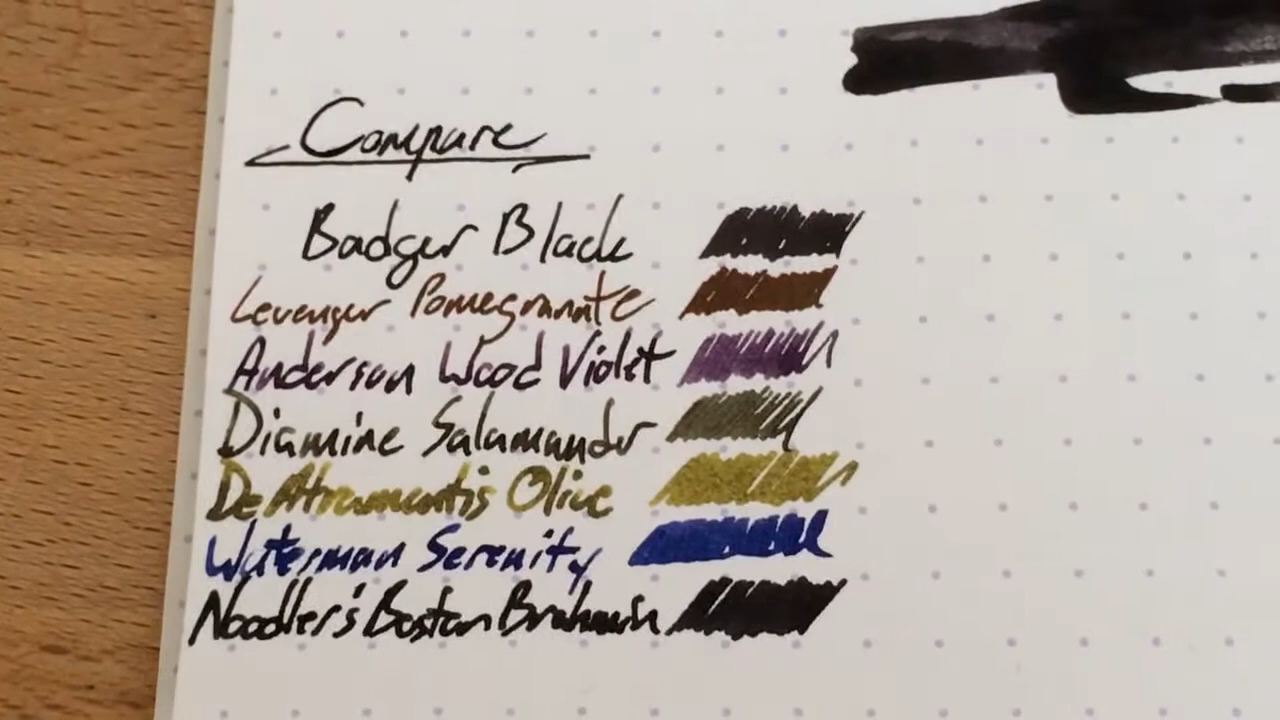 Compare
Badger Black
Levenger Pomegranate
Anderson Wood Violet
Diamine Salamander
De Atramentis Olive
Waterman Serenity
Noodler's Boston Brahmin